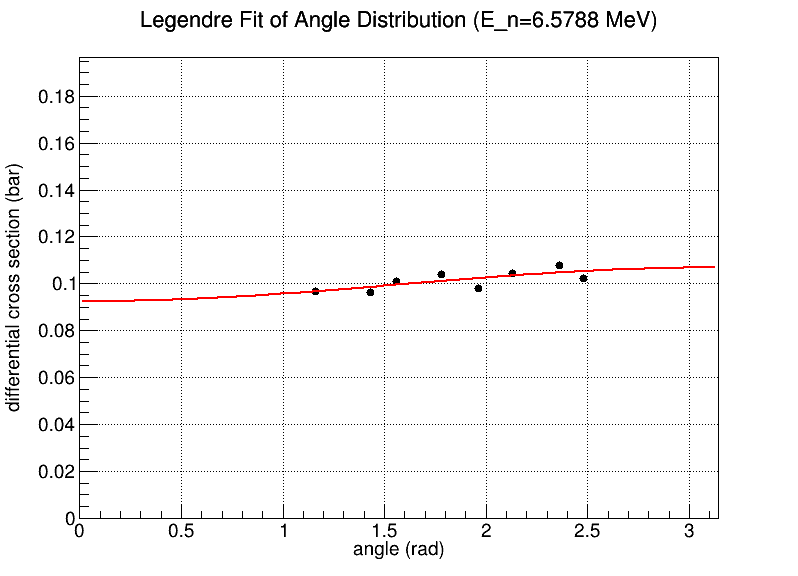 Legendre Fit of Angle Distribution (E_n=6.5788 MeV)
differential cross section (bar)
0.18
0.16
0.14
0.12
0.1
0.08
0.06
0.04
0.02
0
0 0.5 1 1.5 2 2.5 3
angle (rad)